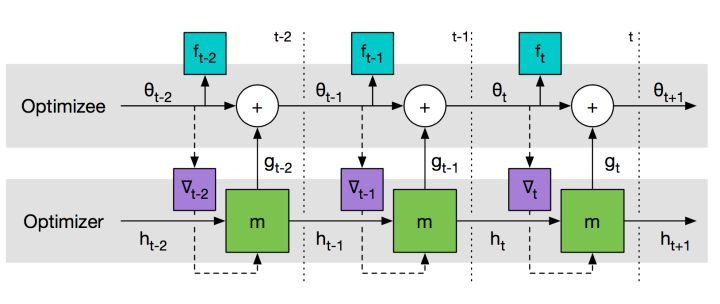 t-2 t-1 t
f_{t-2} f_{t-1} f_t
θ_{t-2} θ_{t-1} θ_t θ_{t+1}
Optimizee + + +
g_{t-2} g_{t-1} g_t
∇_{t-2} ∇_{t-1} ∇_t
Optimizer m m m
h_{t-2} h_{t-1} h_t h_{t+1}